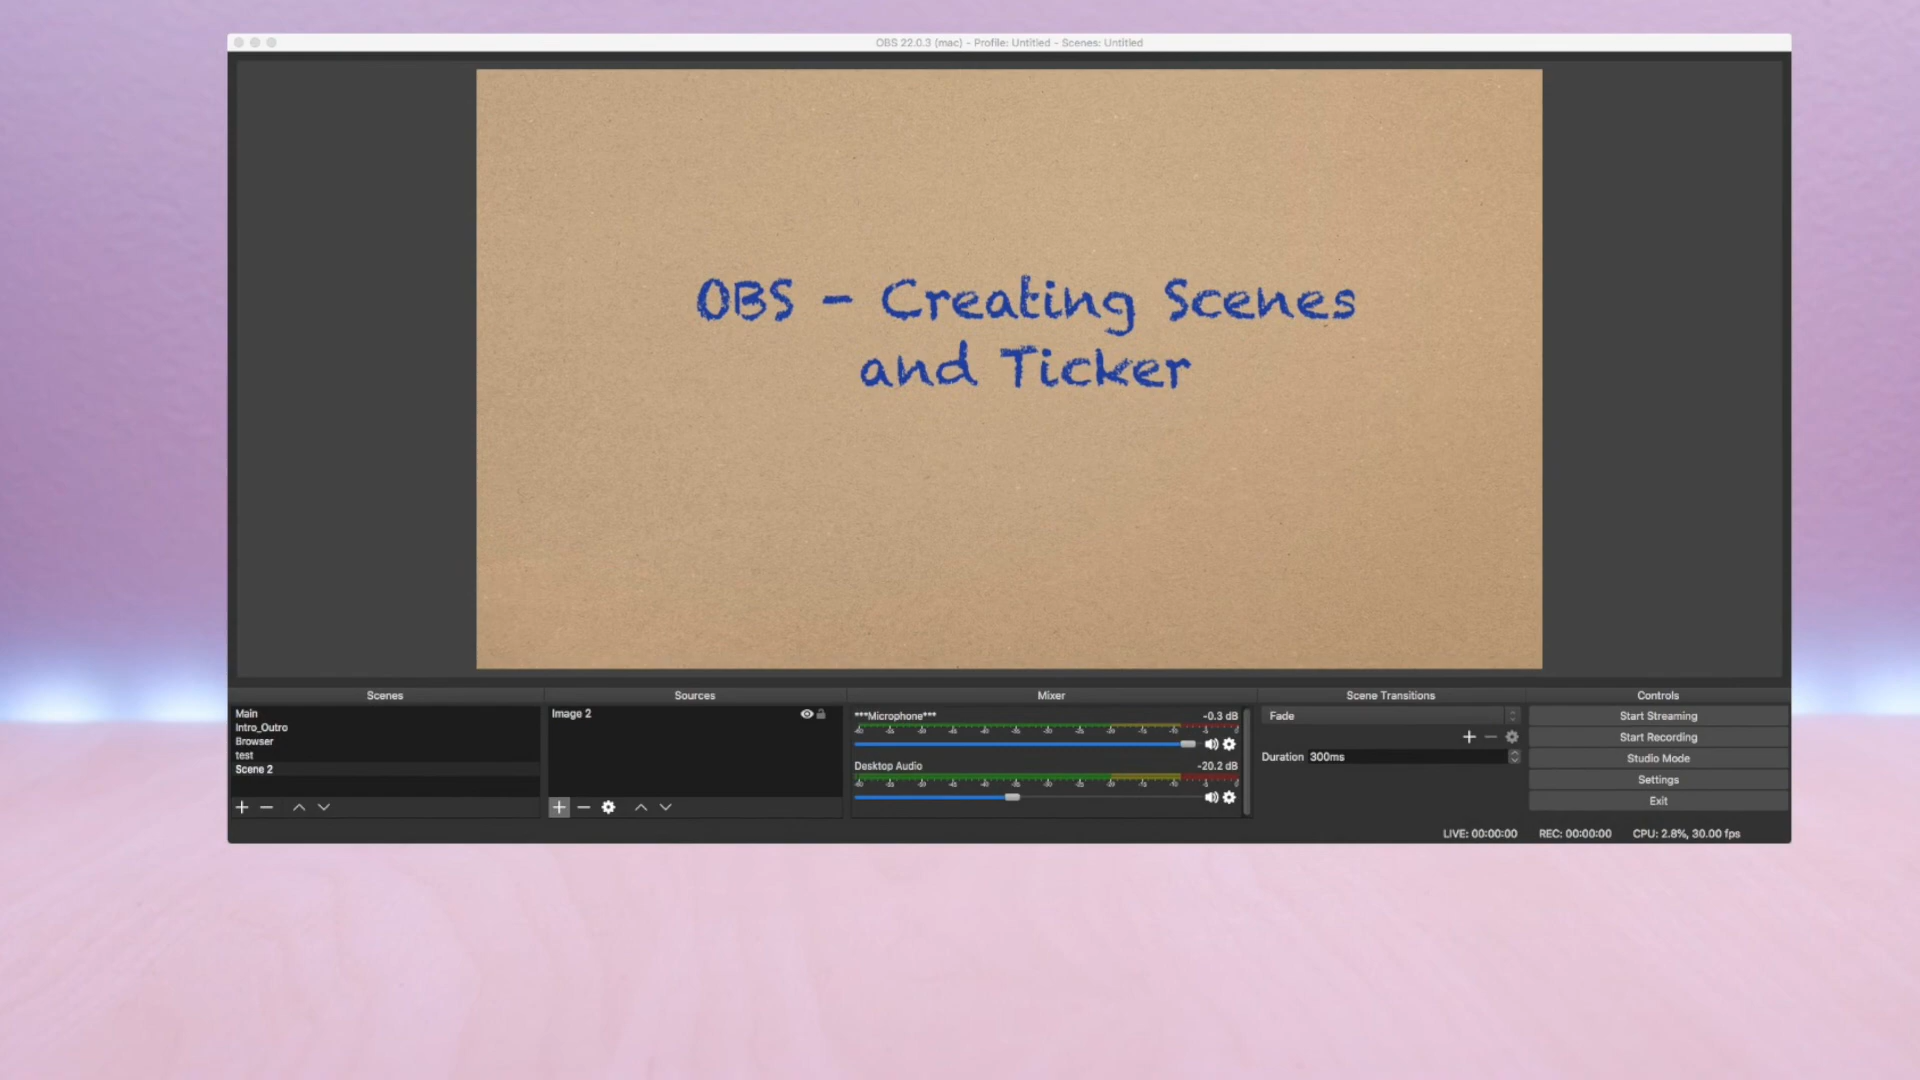 OBS 22.0.3 (mac) - Profile: Untitled - Scenes: Untitled
OBS - Creating Scenes
and Ticker
Scenes
Main
Intro_Outro
Browser
test
Scene 2
Sources
Image 2
Mixer
***Microphone*** -0.3 dB
Desktop Audio -20.2 dB
Scene Transitions
Fade
Duration 300ms
Controls
Start Streaming
Start Recording
Studio Mode
Settings
Exit
LIVE: 00:00:00 REC: 00:00:00 CPU: 2.8%, 30.00 fps